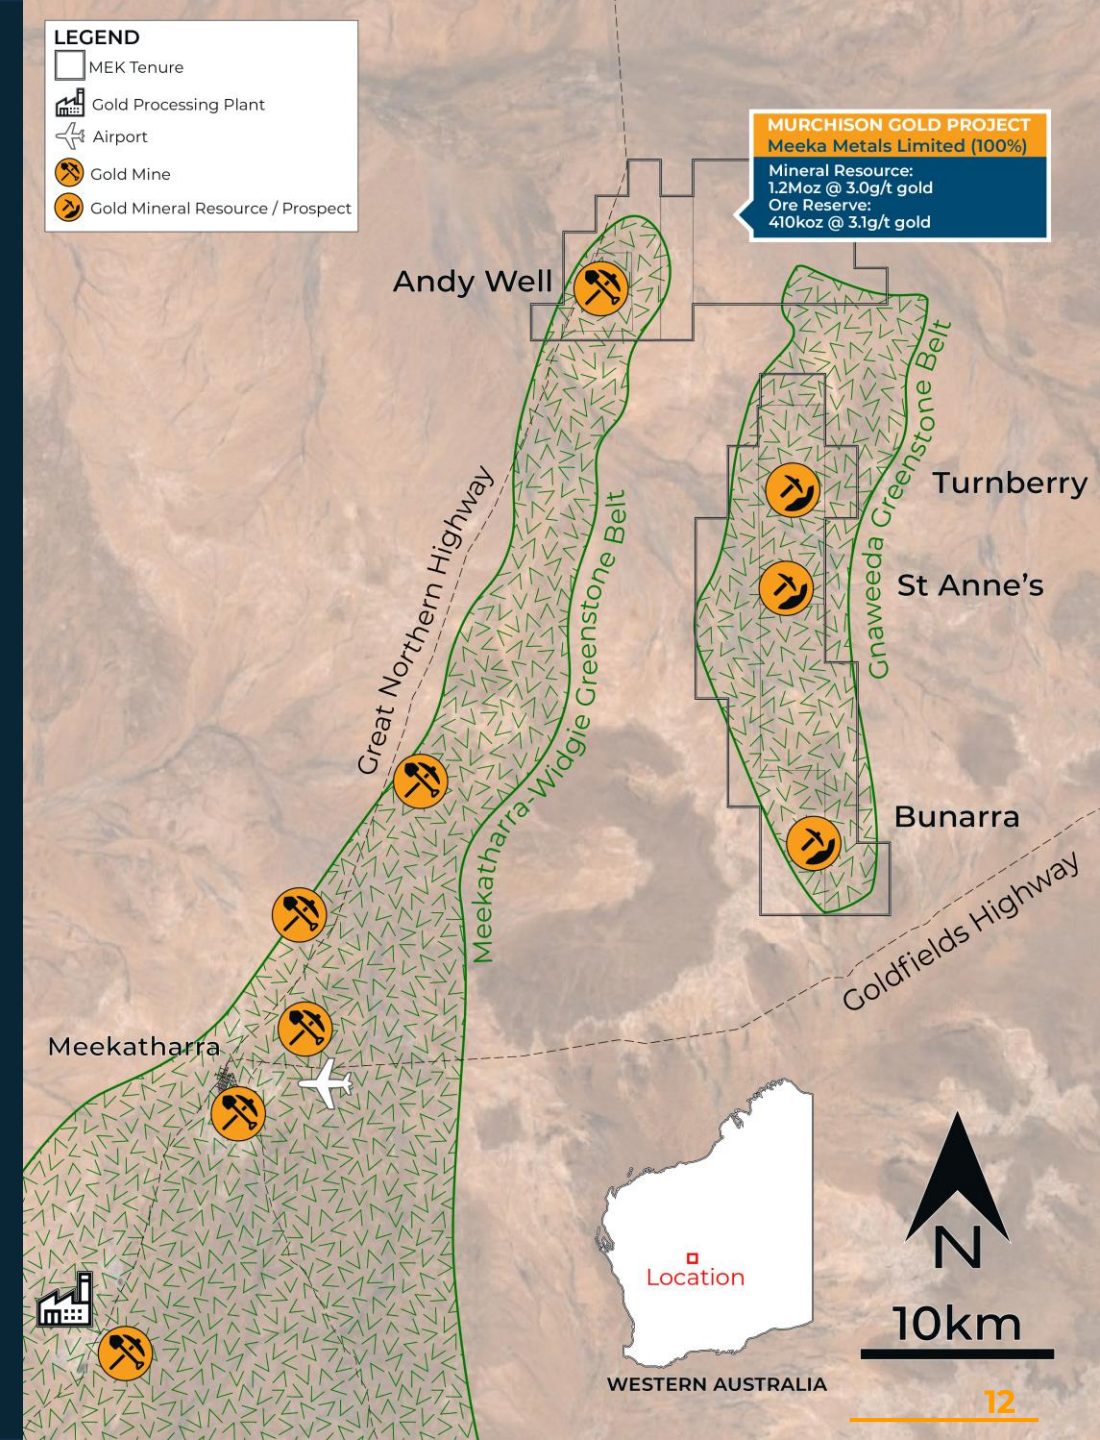 LEGEND
MEK Tenure
Gold Processing Plant
Airport
Gold Mine
Gold Mineral Resource / Prospect
MURCHISON GOLD PROJECT
Meeka Metals Limited (100%)
Mineral Resource:
1.2Moz @ 3.0g/t gold
Ore Reserve:
410koz @ 3.1g/t gold
Andy Well
Gnaweeda Greenstone Belt
Turnberry
Great Northern Highway
Meekatharra-Widgie Greenstone Belt
St Anne’s
Bunarra
Goldfields Highway
Meekatharra
Location
WESTERN AUSTRALIA
N
10km
12